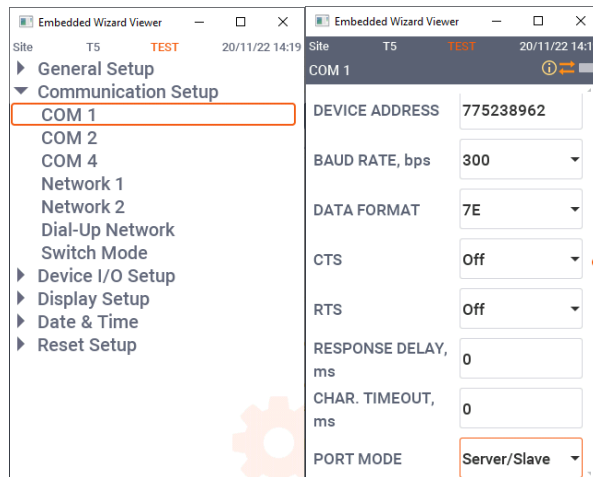 Embedded Wizard Viewer
Site T5 TEST 20/11/22 14:19
General Setup
Communication Setup
COM 1
COM 2
COM 4
Network 1
Network 2
Dial-Up Network
Switch Mode
Device I/O Setup
Display Setup
Date & Time
Reset Setup
Embedded Wizard Viewer
Site T5 TEST 20/11/22 14:1
COM 1
DEVICE ADDRESS 775238962
BAUD RATE, bps 300
DATA FORMAT 7E
CTS Off
RTS Off
RESPONSE DELAY,
ms 0
CHAR. TIMEOUT,
ms 0
PORT MODE Server/Slave